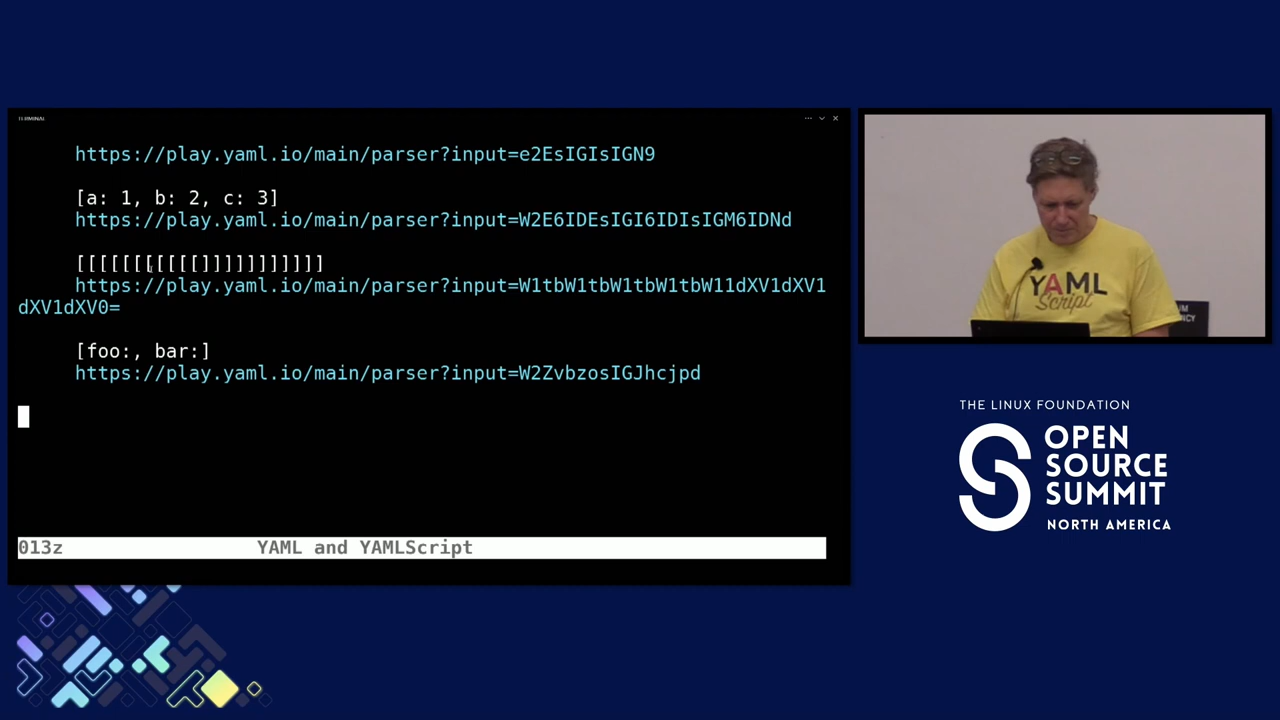 TERMINAL
https://play.yaml.io/main/parser?input=e2EsIGIsIGN9
[a: 1, b: 2, c: 3]
https://play.yaml.io/main/parser?input=W2E6IDEsIGI6IDIsIGM6IDNd
[[[[[[[[[[[]]]]]]]]]]]
https://play.yaml.io/main/parser?input=W1tbW1tbW1tbW1tbW11dXV1dXV1
dXV1dXV0=
[foo:, bar:]
https://play.yaml.io/main/parser?input=W2ZvbzosIGJhcjpd
013z YAML and YAMLScript
YAML
Script
THE LINUX FOUNDATION
OPEN
SOURCE
SUMMIT
NORTH AMERICA